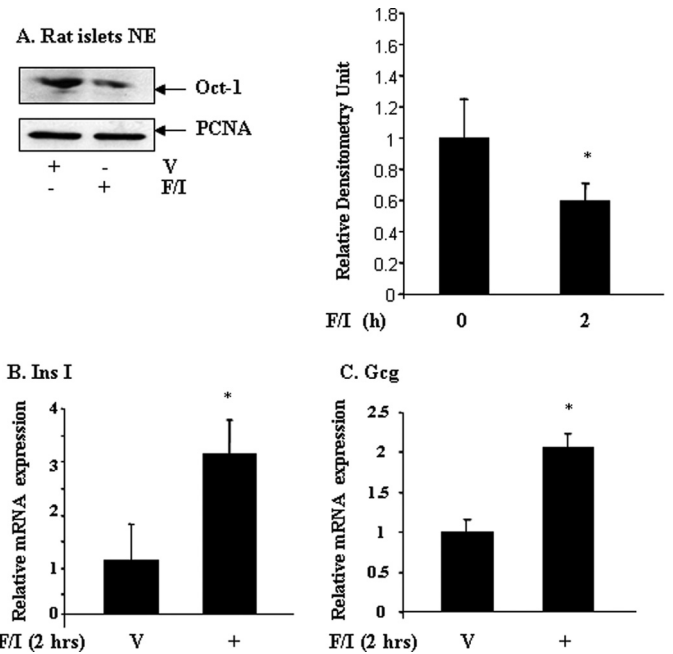 A. Rat islets NE
Oct-1
PCNA
+ - V
- + F/I
Relative Densitometry Unit
1.8
1.6
1.4
1.2
1
0.8
0.6
0.4
0.2
0
*
F/I (h) 0 2
B. Ins I
Relative mRNA expression
4
3
2
1
0
*
F/I (2 hrs) V +
C. Gcg
Relative mRNA expression
2.5
2
1.5
1
0.5
0
*
F/I (2 hrs) V +